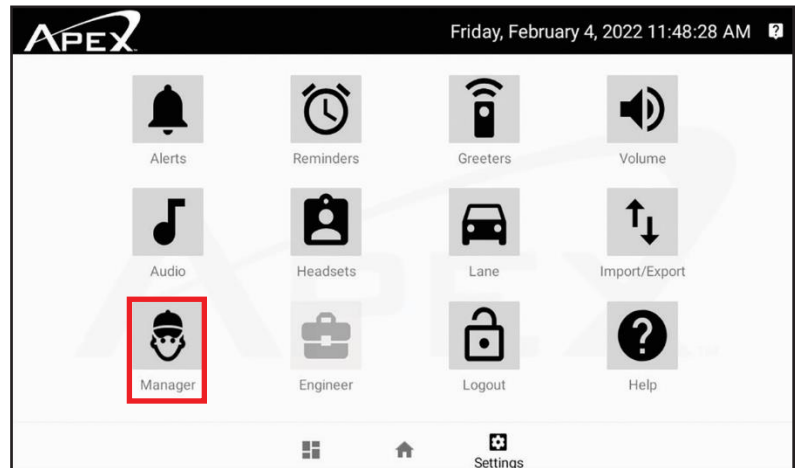 APEX
Friday, February 4, 2022 11:48:28 AM ?
Alerts Reminders Greeters Volume
Audio Headsets Lane Import/Export
Manager Engineer Logout Help
Settings